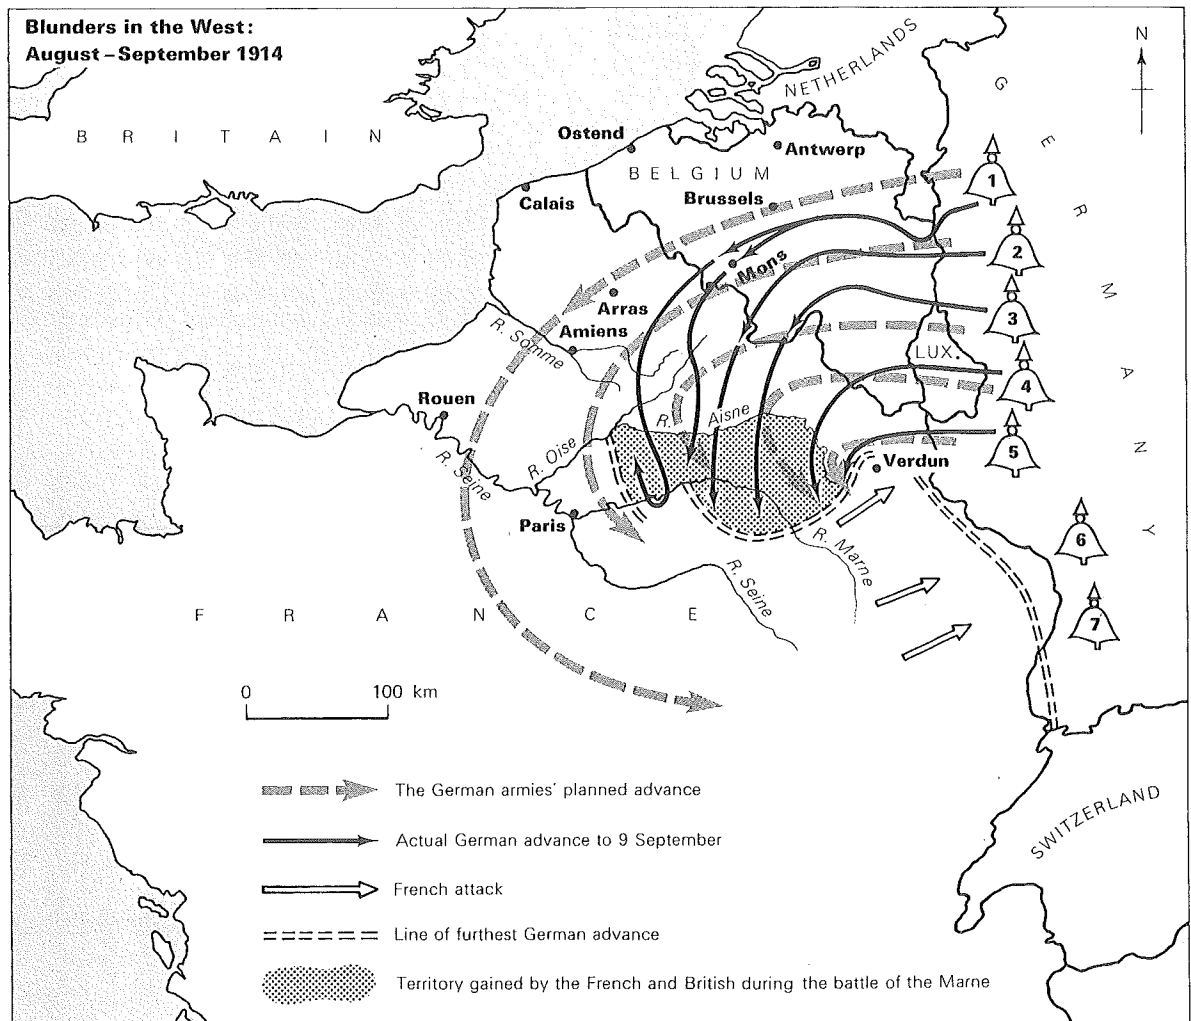 Blunders in the West:
August–September 1914
N
NETHERLANDS
GERMANY
BRITAIN
Ostend
Antwerp
BELGIUM
Calais
Brussels
1
2
Mons
Arras
3
Amiens
R. Somme
LUX.
4
Rouen
R. Aisne
5
R. Oise
Verdun
R. Seine
Paris
6
R. Marne
R. Seine
7
FRANCE
0 100 km
SWITZERLAND
The German armies' planned advance
Actual German advance to 9 September
French attack
Line of furthest German advance
Territory gained by the French and British during the battle of the Marne